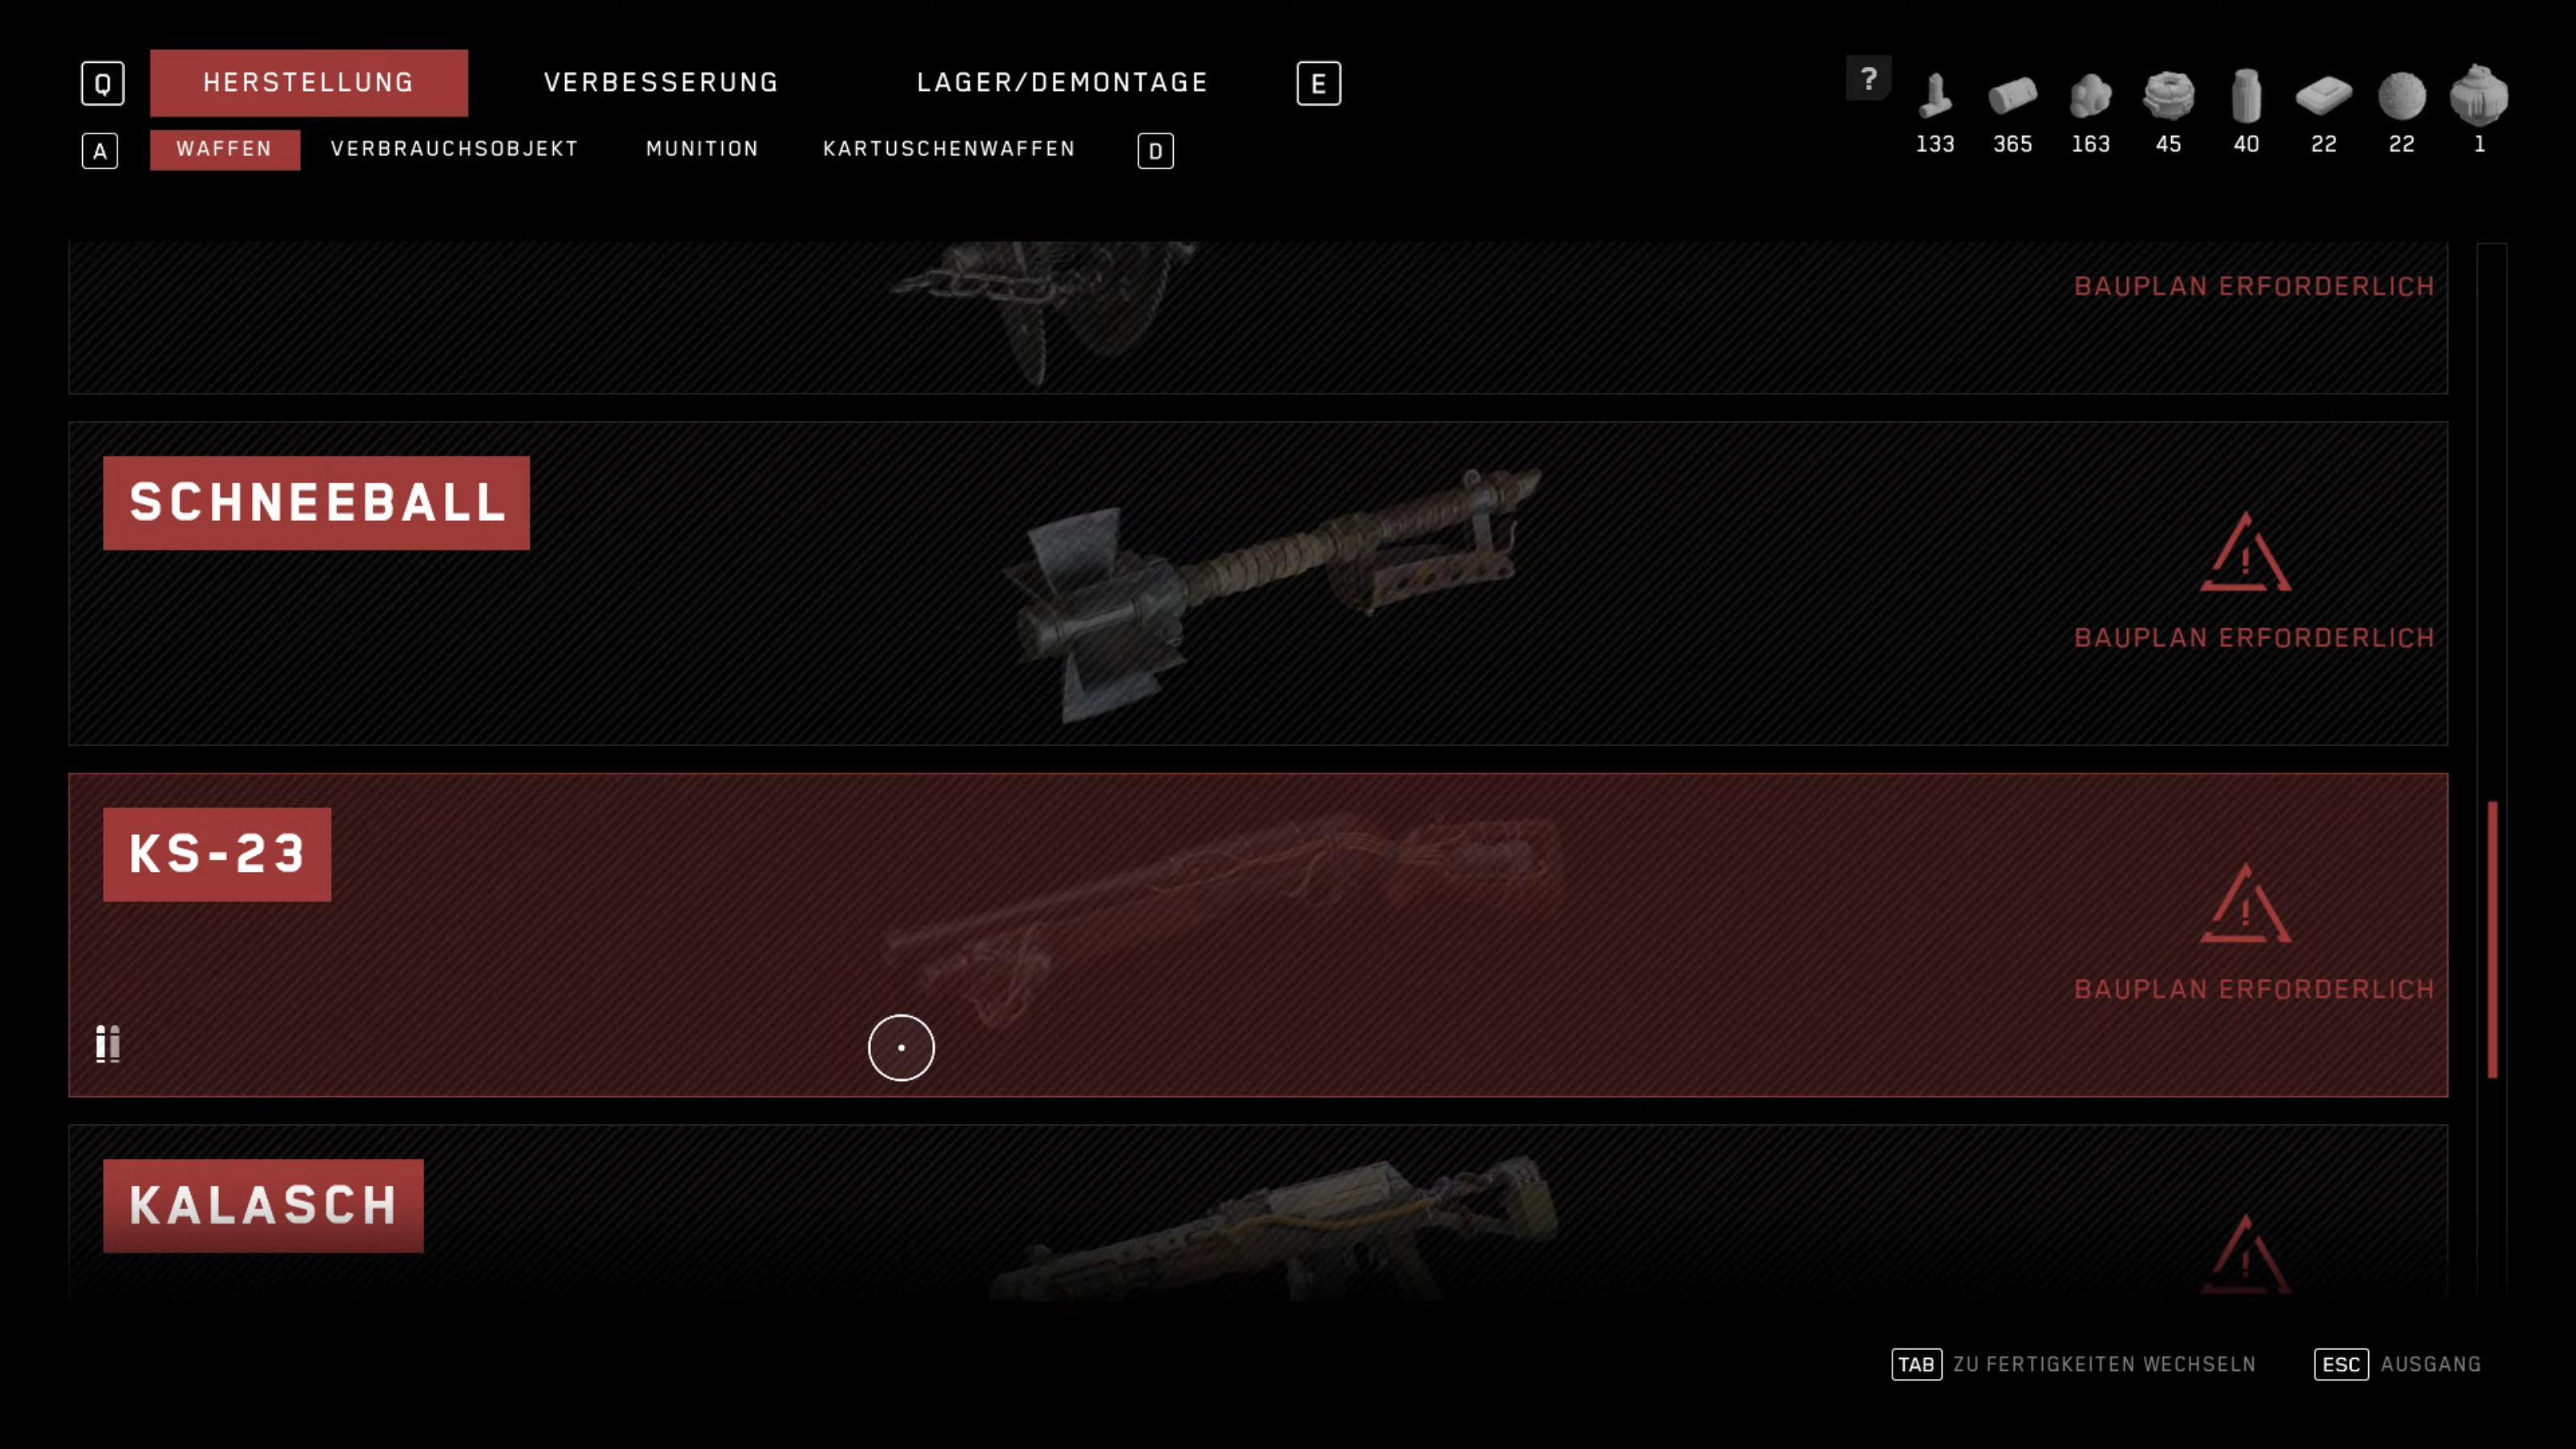 Q HERSTELLUNG VERBESSERUNG LAGER/DEMONTAGE E
?
A WAFFEN VERBRAUCHSOBJEKT MUNITION KARTUSCHENWAFFEN D
133 365 163 45 40 22 22 1
BAUPLAN ERFORDERLICH
SCHNEEBALL
BAUPLAN ERFORDERLICH
KS-23
BAUPLAN ERFORDERLICH
KALASCH
TAB ZU FERTIGKEITEN WECHSELN ESC AUSGANG